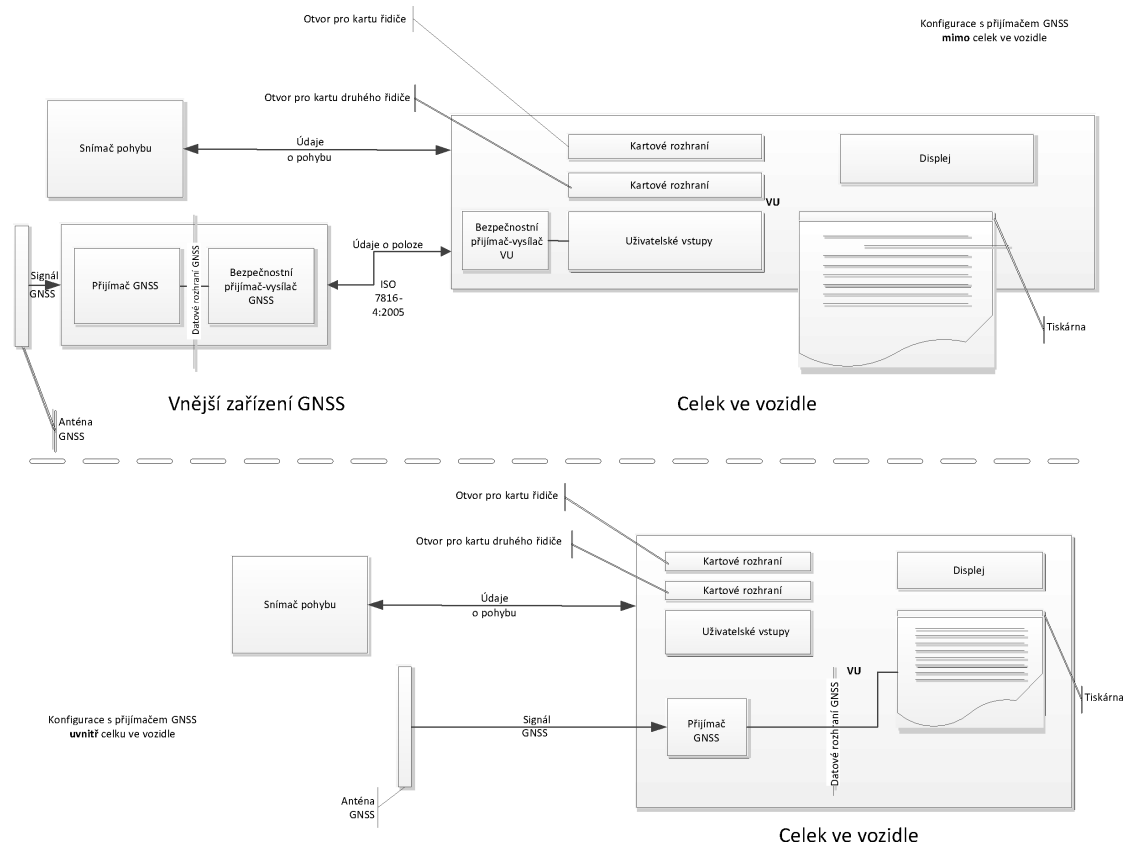 Otvor pro kartu řidiče
Konfigurace s přijímačem GNSS
mimo celek ve vozidle
Otvor pro kartu druhého řidiče
Snímač pohybu
Údaje
o pohybu
Kartové rozhraní
Displej
Kartové rozhraní
VU
Bezpečnostní
přijímač-vysílač
VU
Uživatelské vstupy
Signál
GNSS
Přijímač GNSS
Datové rozhraní GNSS
Bezpečnostní
přijímač-vysílač
GNSS
Údaje o poloze
ISO
7816-
4:2005
Tiskárna
Vnější zařízení GNSS
Celek ve vozidle
Anténa
GNSS
Otvor pro kartu řidiče
Otvor pro kartu druhého řidiče
Kartové rozhraní
Displej
Kartové rozhraní
Snímač pohybu
Údaje
o pohybu
Uživatelské vstupy
VU
Tiskárna
Konfigurace s přijímačem GNSS
uvnitř celku ve vozidle
Signál
GNSS
Přijímač
GNSS
Datové rozhraní GNSS
Anténa
GNSS
Celek ve vozidle